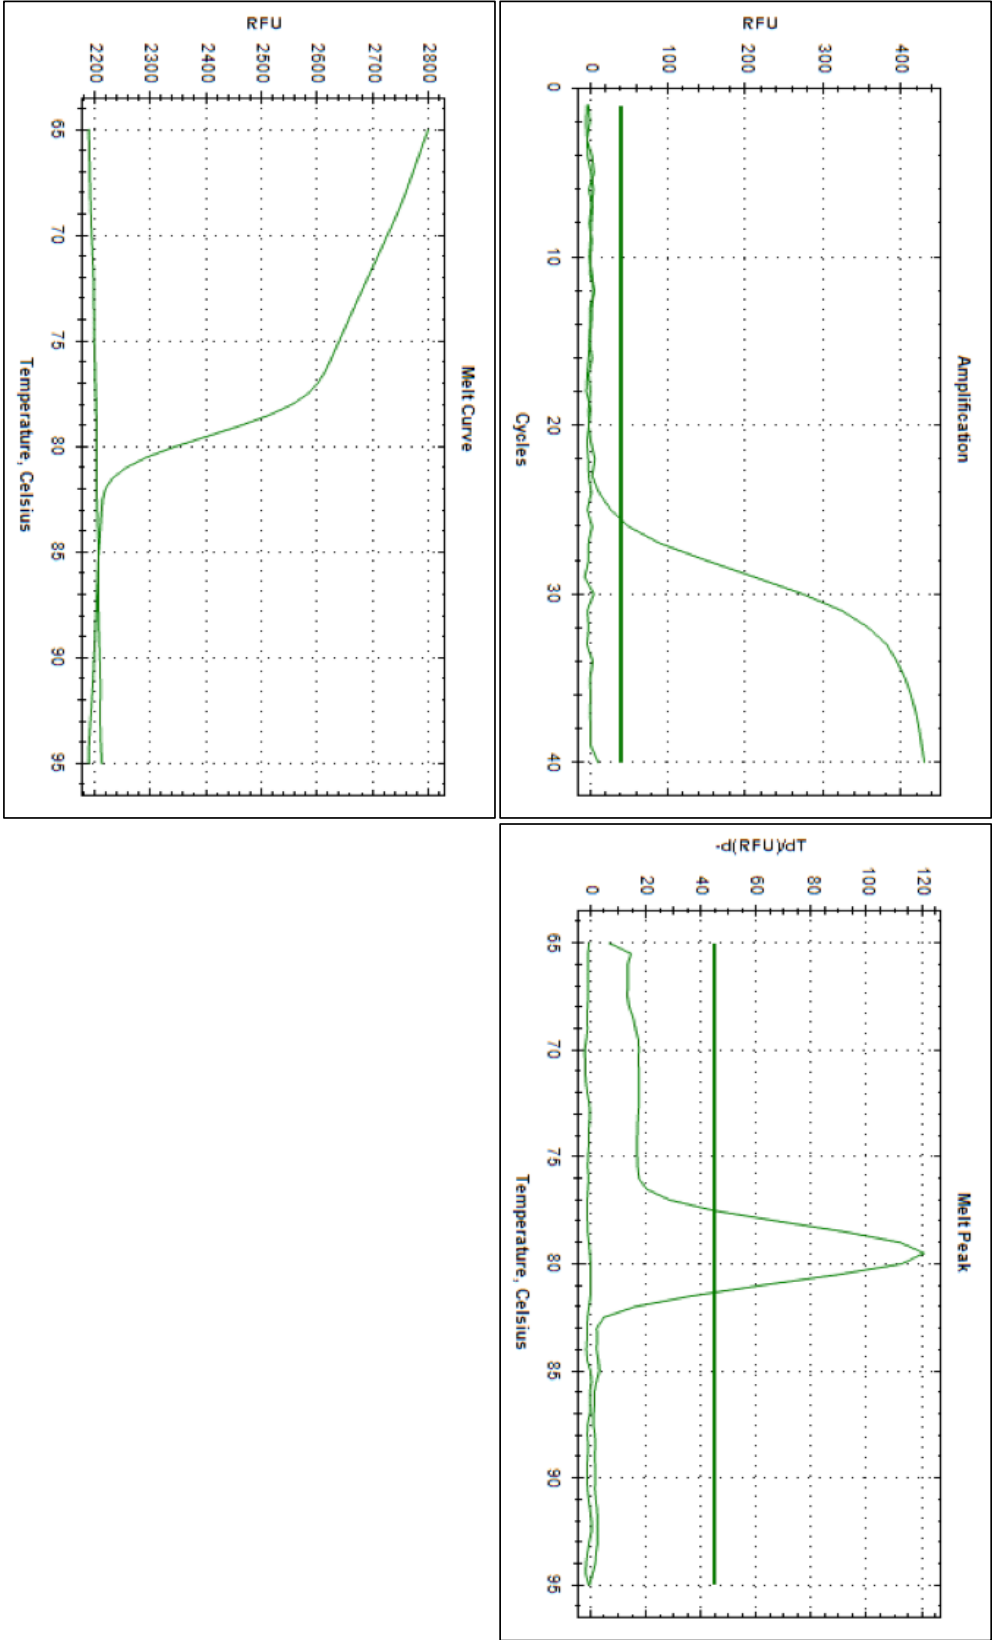 Amplification
RFU
400
300
200
100
0
0 10 20 30 40
Cycles
Melt Peak
-d(RFU)/dT
120
100
80
60
40
20
0
65 70 75 80 85 90 95
Temperature, Celsius
Melt Curve
RFU
2800
2700
2600
2500
2400
2300
2200
65 70 75 80 85 90 95
Temperature, Celsius